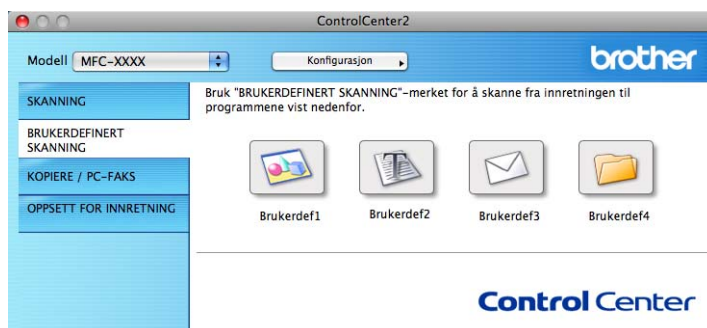 ControlCenter2
Modell MFC-XXXX Konfigurasjon brother
SKANNING
BRUKERDEFINERT
SKANNING
KOPIERE / PC-FAKS
OPPSETT FOR INNRETNING
Bruk "BRUKERDEFINERT SKANNING"-merket for å skanne fra innretningen til
programmene vist nedenfor.
Brukerdef1 Brukerdef2 Brukerdef3 Brukerdef4
Control Center